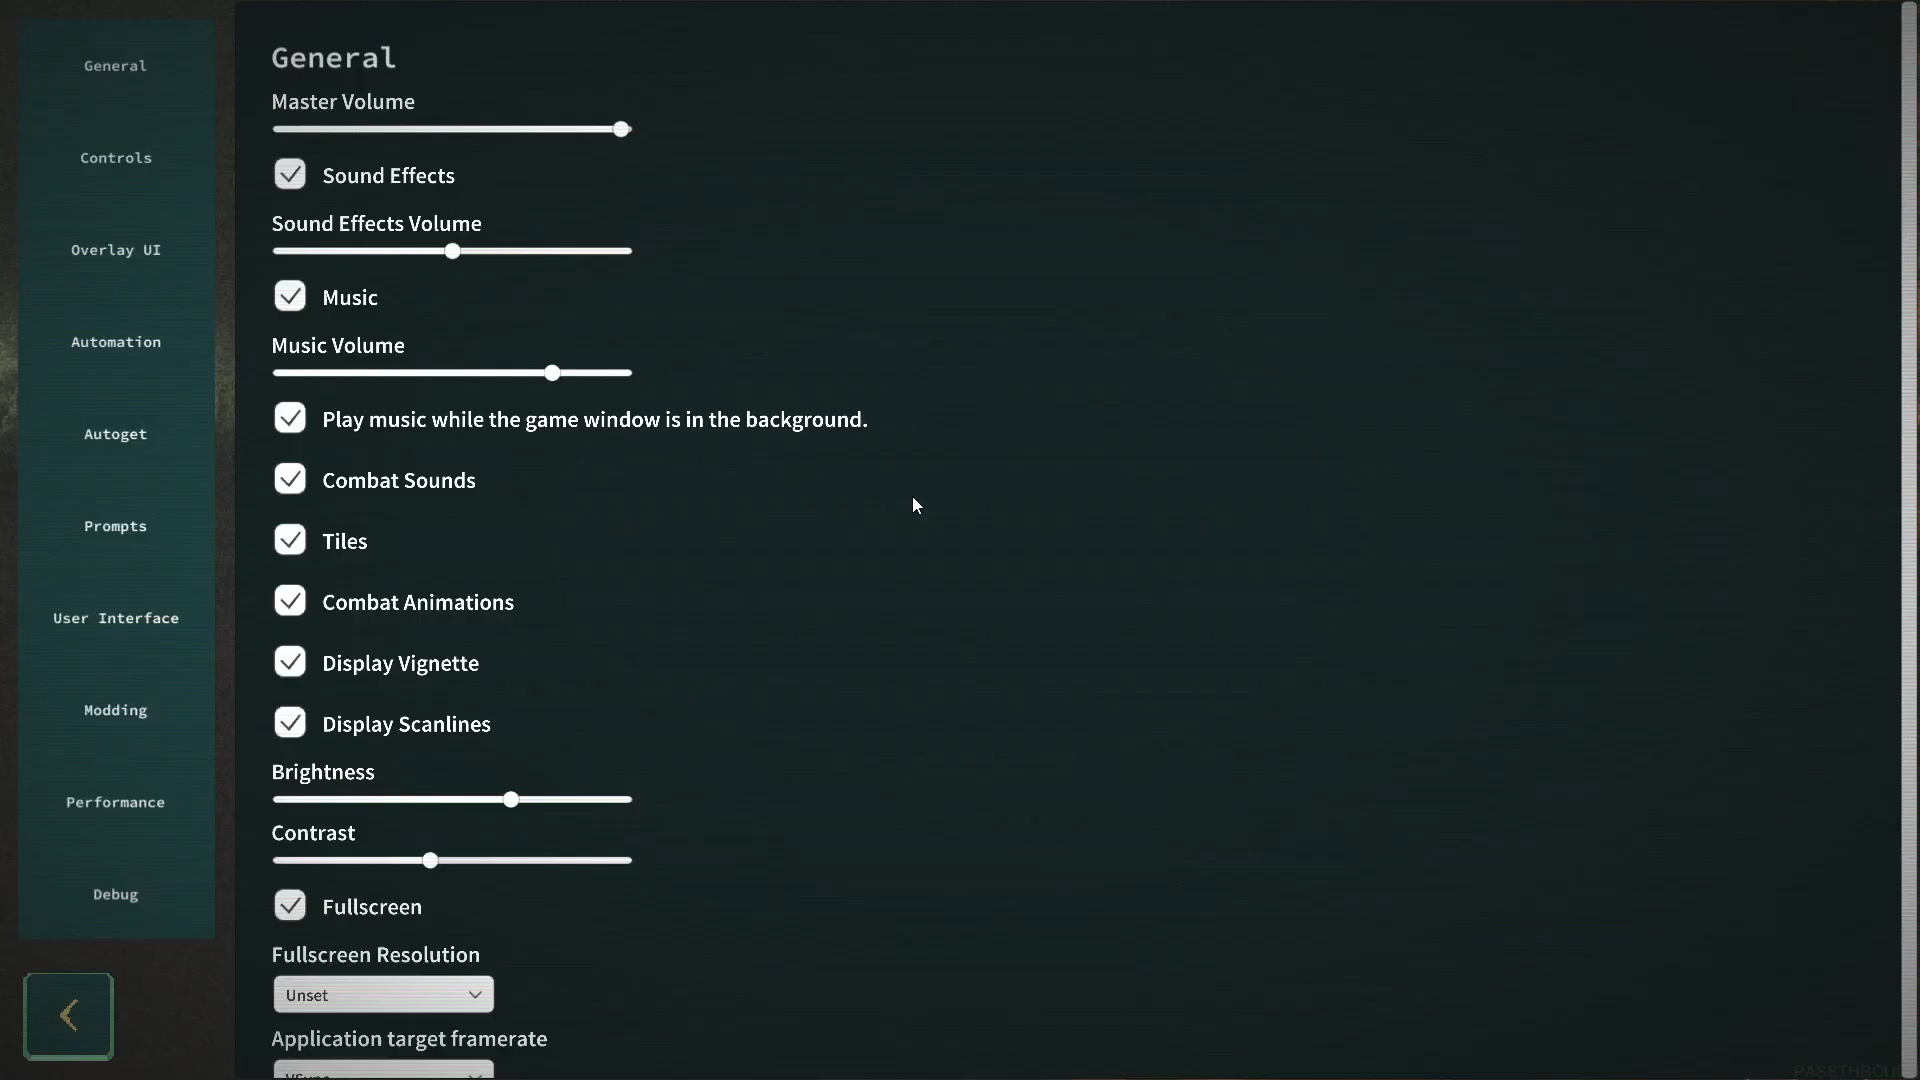 General
Controls
Overlay UI
Automation
Autoget
Prompts
User Interface
Modding
Performance
Debug
General
Master Volume
Sound Effects
Sound Effects Volume
Music
Music Volume
Play music while the game window is in the background.
Combat Sounds
Tiles
Combat Animations
Display Vignette
Display Scanlines
Brightness
Contrast
Fullscreen
Fullscreen Resolution
Unset
Application target framerate
VSync